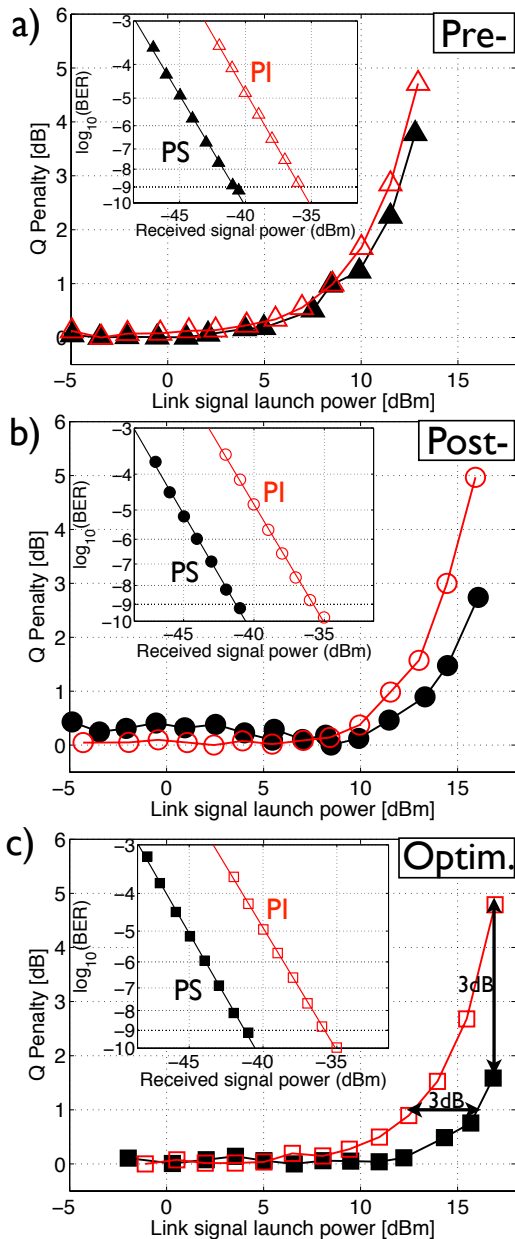 a)
Pre-
6
5
4
3
2
1
0
Q Penalty [dB]
-3
-4
-5
-6
-7
-8
-9
-10
log10(BER)
PI
PS
-45
-40
-35
Received signal power (dBm)
-5
0
5
10
15
Link signal launch power [dBm]
b)
Post-
6
5
4
3
2
1
0
Q Penalty [dB]
-3
-4
-5
-6
-7
-8
-9
-10
log10(BER)
PI
PS
-45
-40
-35
Received signal power (dBm)
-5
0
5
10
15
Link signal launch power [dBm]
c)
Optim.
6
5
4
3
2
1
0
Q Penalty [dB]
-3
-4
-5
-6
-7
-8
-9
-10
log10(BER)
PI
PS
-45
-40
-35
Received signal power (dBm)
3dB
3dB
-5
0
5
10
15
Link signal launch power [dBm]